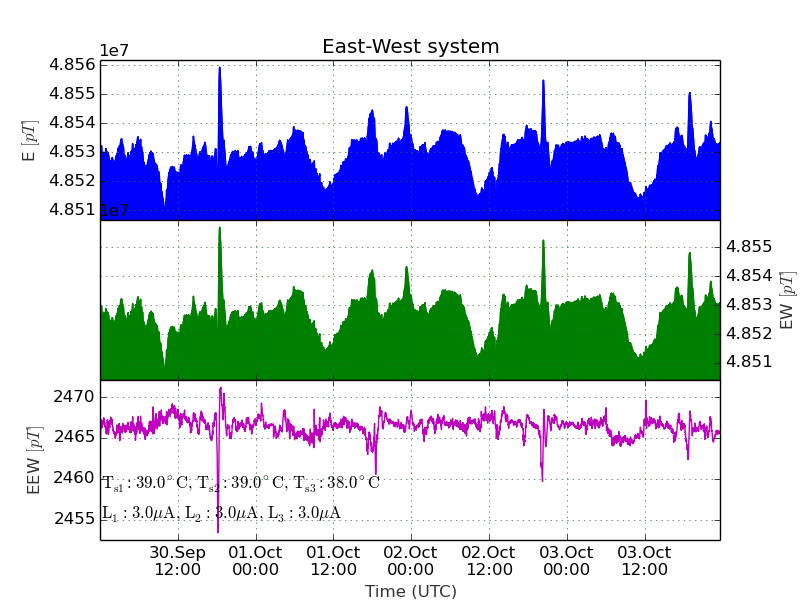 East-West system
1e7
4.856
4.855
4.854
4.853
4.852
4.851
E [pT]
1e7
4.855
4.854
4.853
4.852
4.851
EW [pT]
2470
2465
2460
2455
EEW [pT]
T_s1 : 39.0°C, T_s2 : 39.0°C, T_s3 : 38.0°C
L_1 : 3.0μA, L_2 : 3.0μA, L_3 : 3.0μA
30.Sep 01.Oct 01.Oct 02.Oct 02.Oct 03.Oct 03.Oct
12:00 00:00 12:00 00:00 12:00 00:00 12:00
Time (UTC)